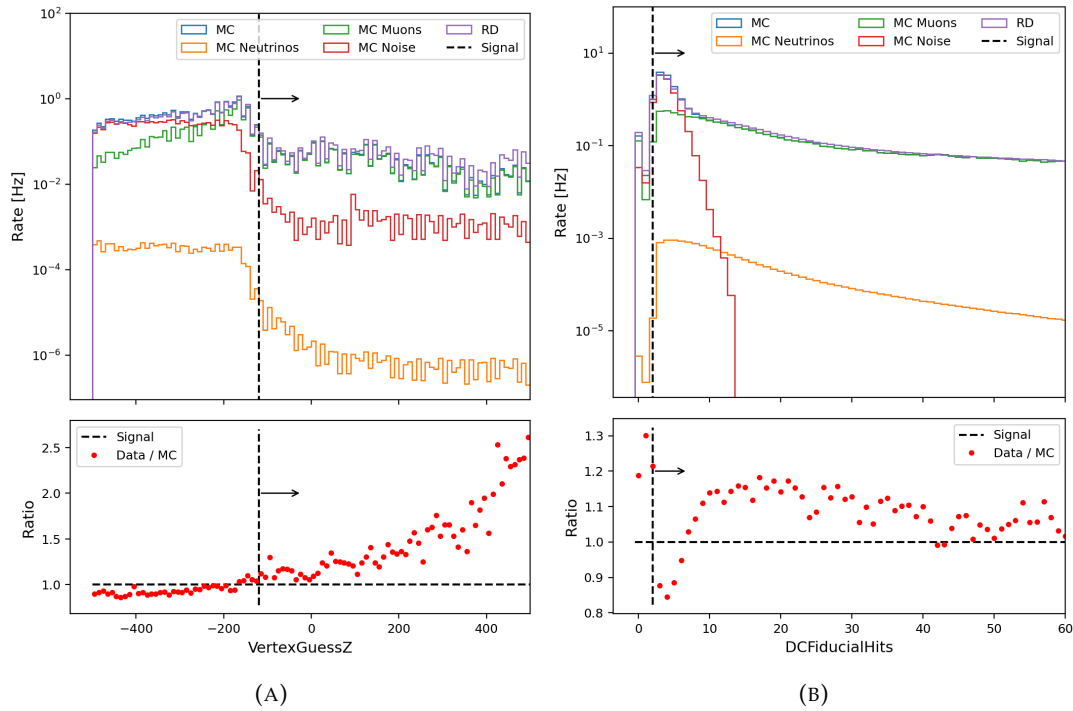 MC
MC Neutrinos
MC Muons
MC Noise
RD
Signal
Rate [Hz]
10^2
10^0
10^−2
10^−4
10^−6
Signal
Data / MC
Ratio
2.5
2.0
1.5
1.0
−400 −200 0 200 400
VertexGuessZ
(A)
MC
MC Neutrinos
MC Muons
MC Noise
RD
Signal
Rate [Hz]
10^1
10^−1
10^−3
10^−5
Signal
Data / MC
Ratio
1.3
1.2
1.1
1.0
0.9
0.8
0 10 20 30 40 50 60
DCFiducialHits
(B)